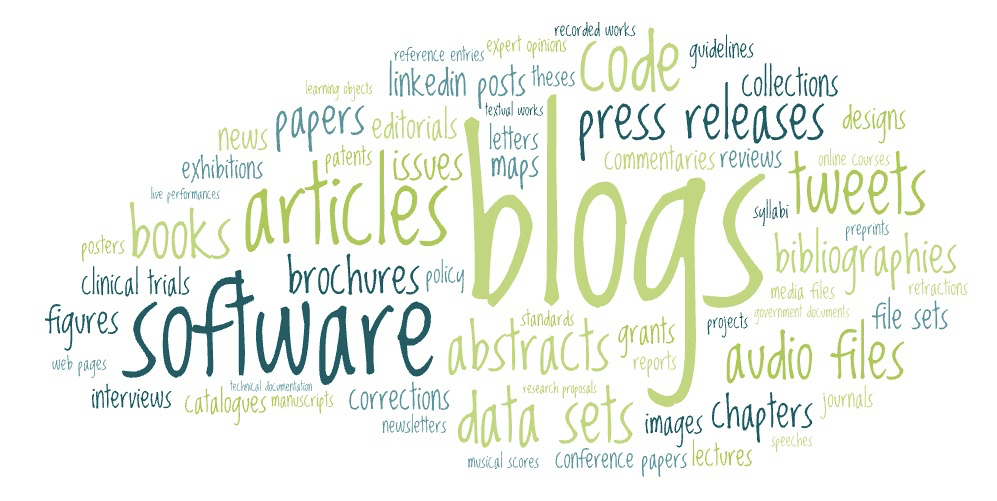 recorded works
reference entries
expert opinions
code
guidelines
learning objects
linkedin posts
theses
collections
news
papers
editorials
textual works
letters
press releases
designs
exhibitions
patents
issues
maps
commentaries
reviews
online courses
live performances
articles
blogs
tweets
syllabi
posters
books
preprints
clinical trials
brochures
policy
bibliographies
media files
retractions
figures
software
standards
grants
projects
government documents
file sets
web pages
abstracts
reports
audio files
interviews
technical documentation
catalogues
manuscripts
corrections
research proposals
newsletters
data sets
images
chapters
journals
musical scores
conference papers
lectures
speeches